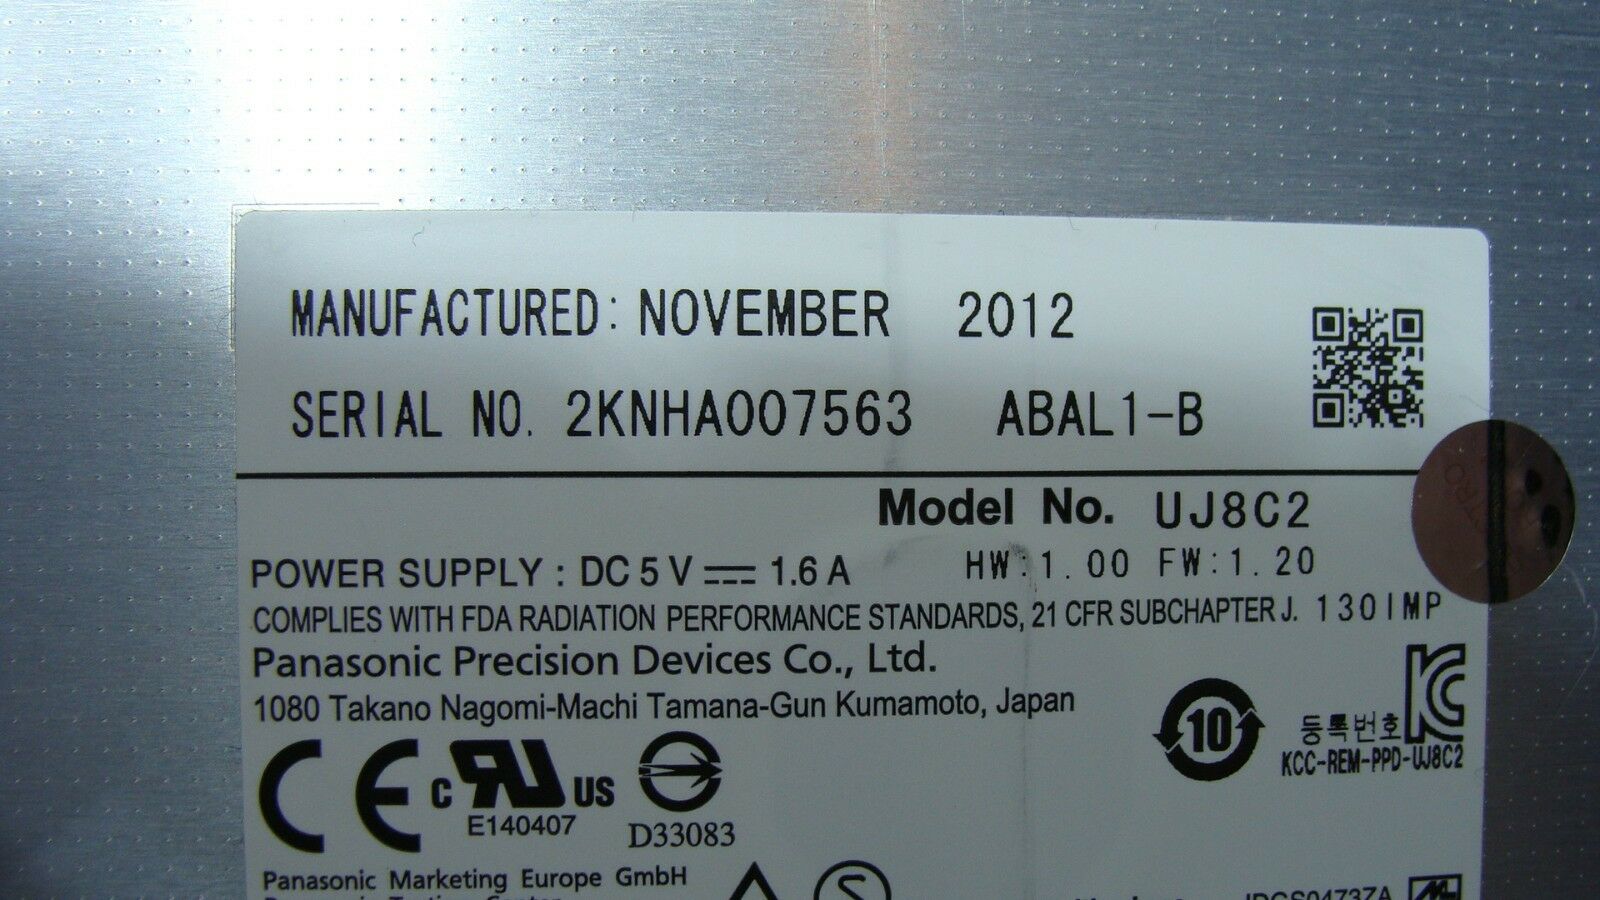 MANUFACTURED: NOVEMBER 2012
SERIAL NO. 2KNHA007563 ABAL1-B
Model No. UJ8C2
POWER SUPPLY : DC 5 V ⎓ 1.6 A HW:1.00 FW:1.20
COMPLIES WITH FDA RADIATION PERFORMANCE STANDARDS, 21 CFR SUBCHAPTER J. 130IMP
Panasonic Precision Devices Co., Ltd.
1080 Takano Nagomi-Machi Tamana-Gun Kumamoto, Japan
10
등록번호
KCC-REM-PPD-UJ8C2
CE
c RU US
E140407
D33083
Panasonic Marketing Europe GmbH